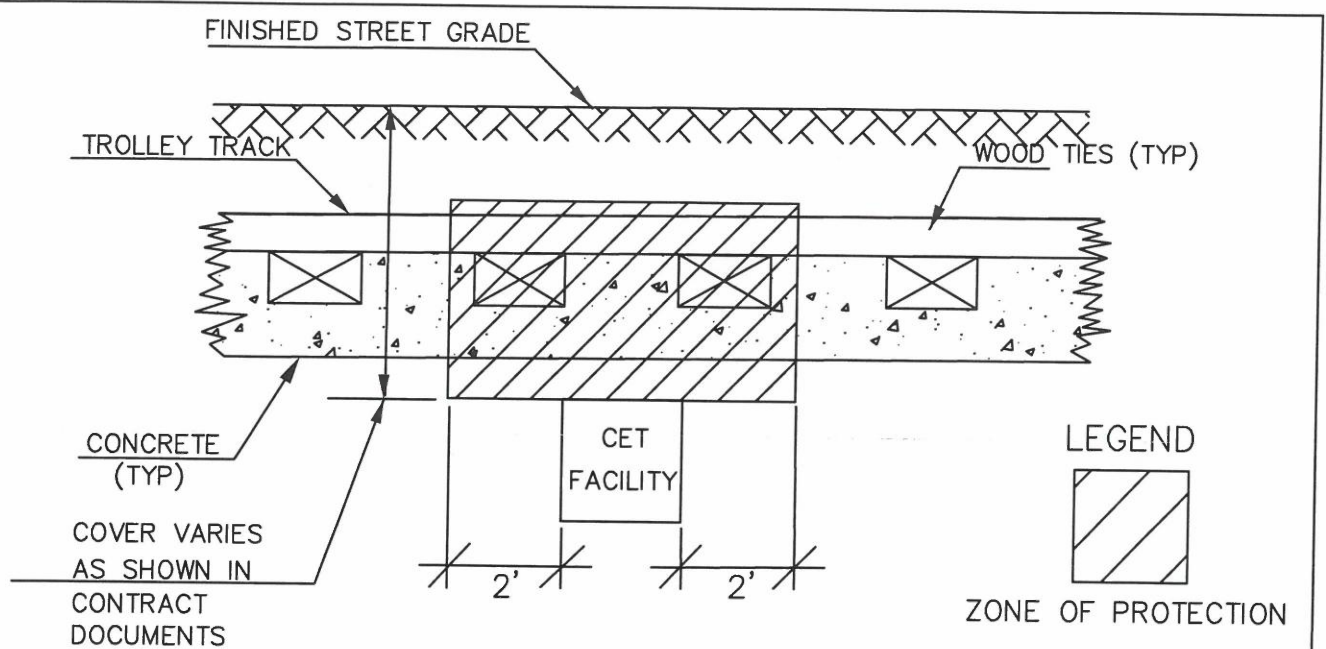 FINISHED STREET GRADE
TROLLEY TRACK
WOOD TIES (TYP)
CONCRETE
(TYP)
CET
FACILITY
LEGEND
COVER VARIES
AS SHOWN IN
CONTRACT
DOCUMENTS
2'
2'
ZONE OF PROTECTION